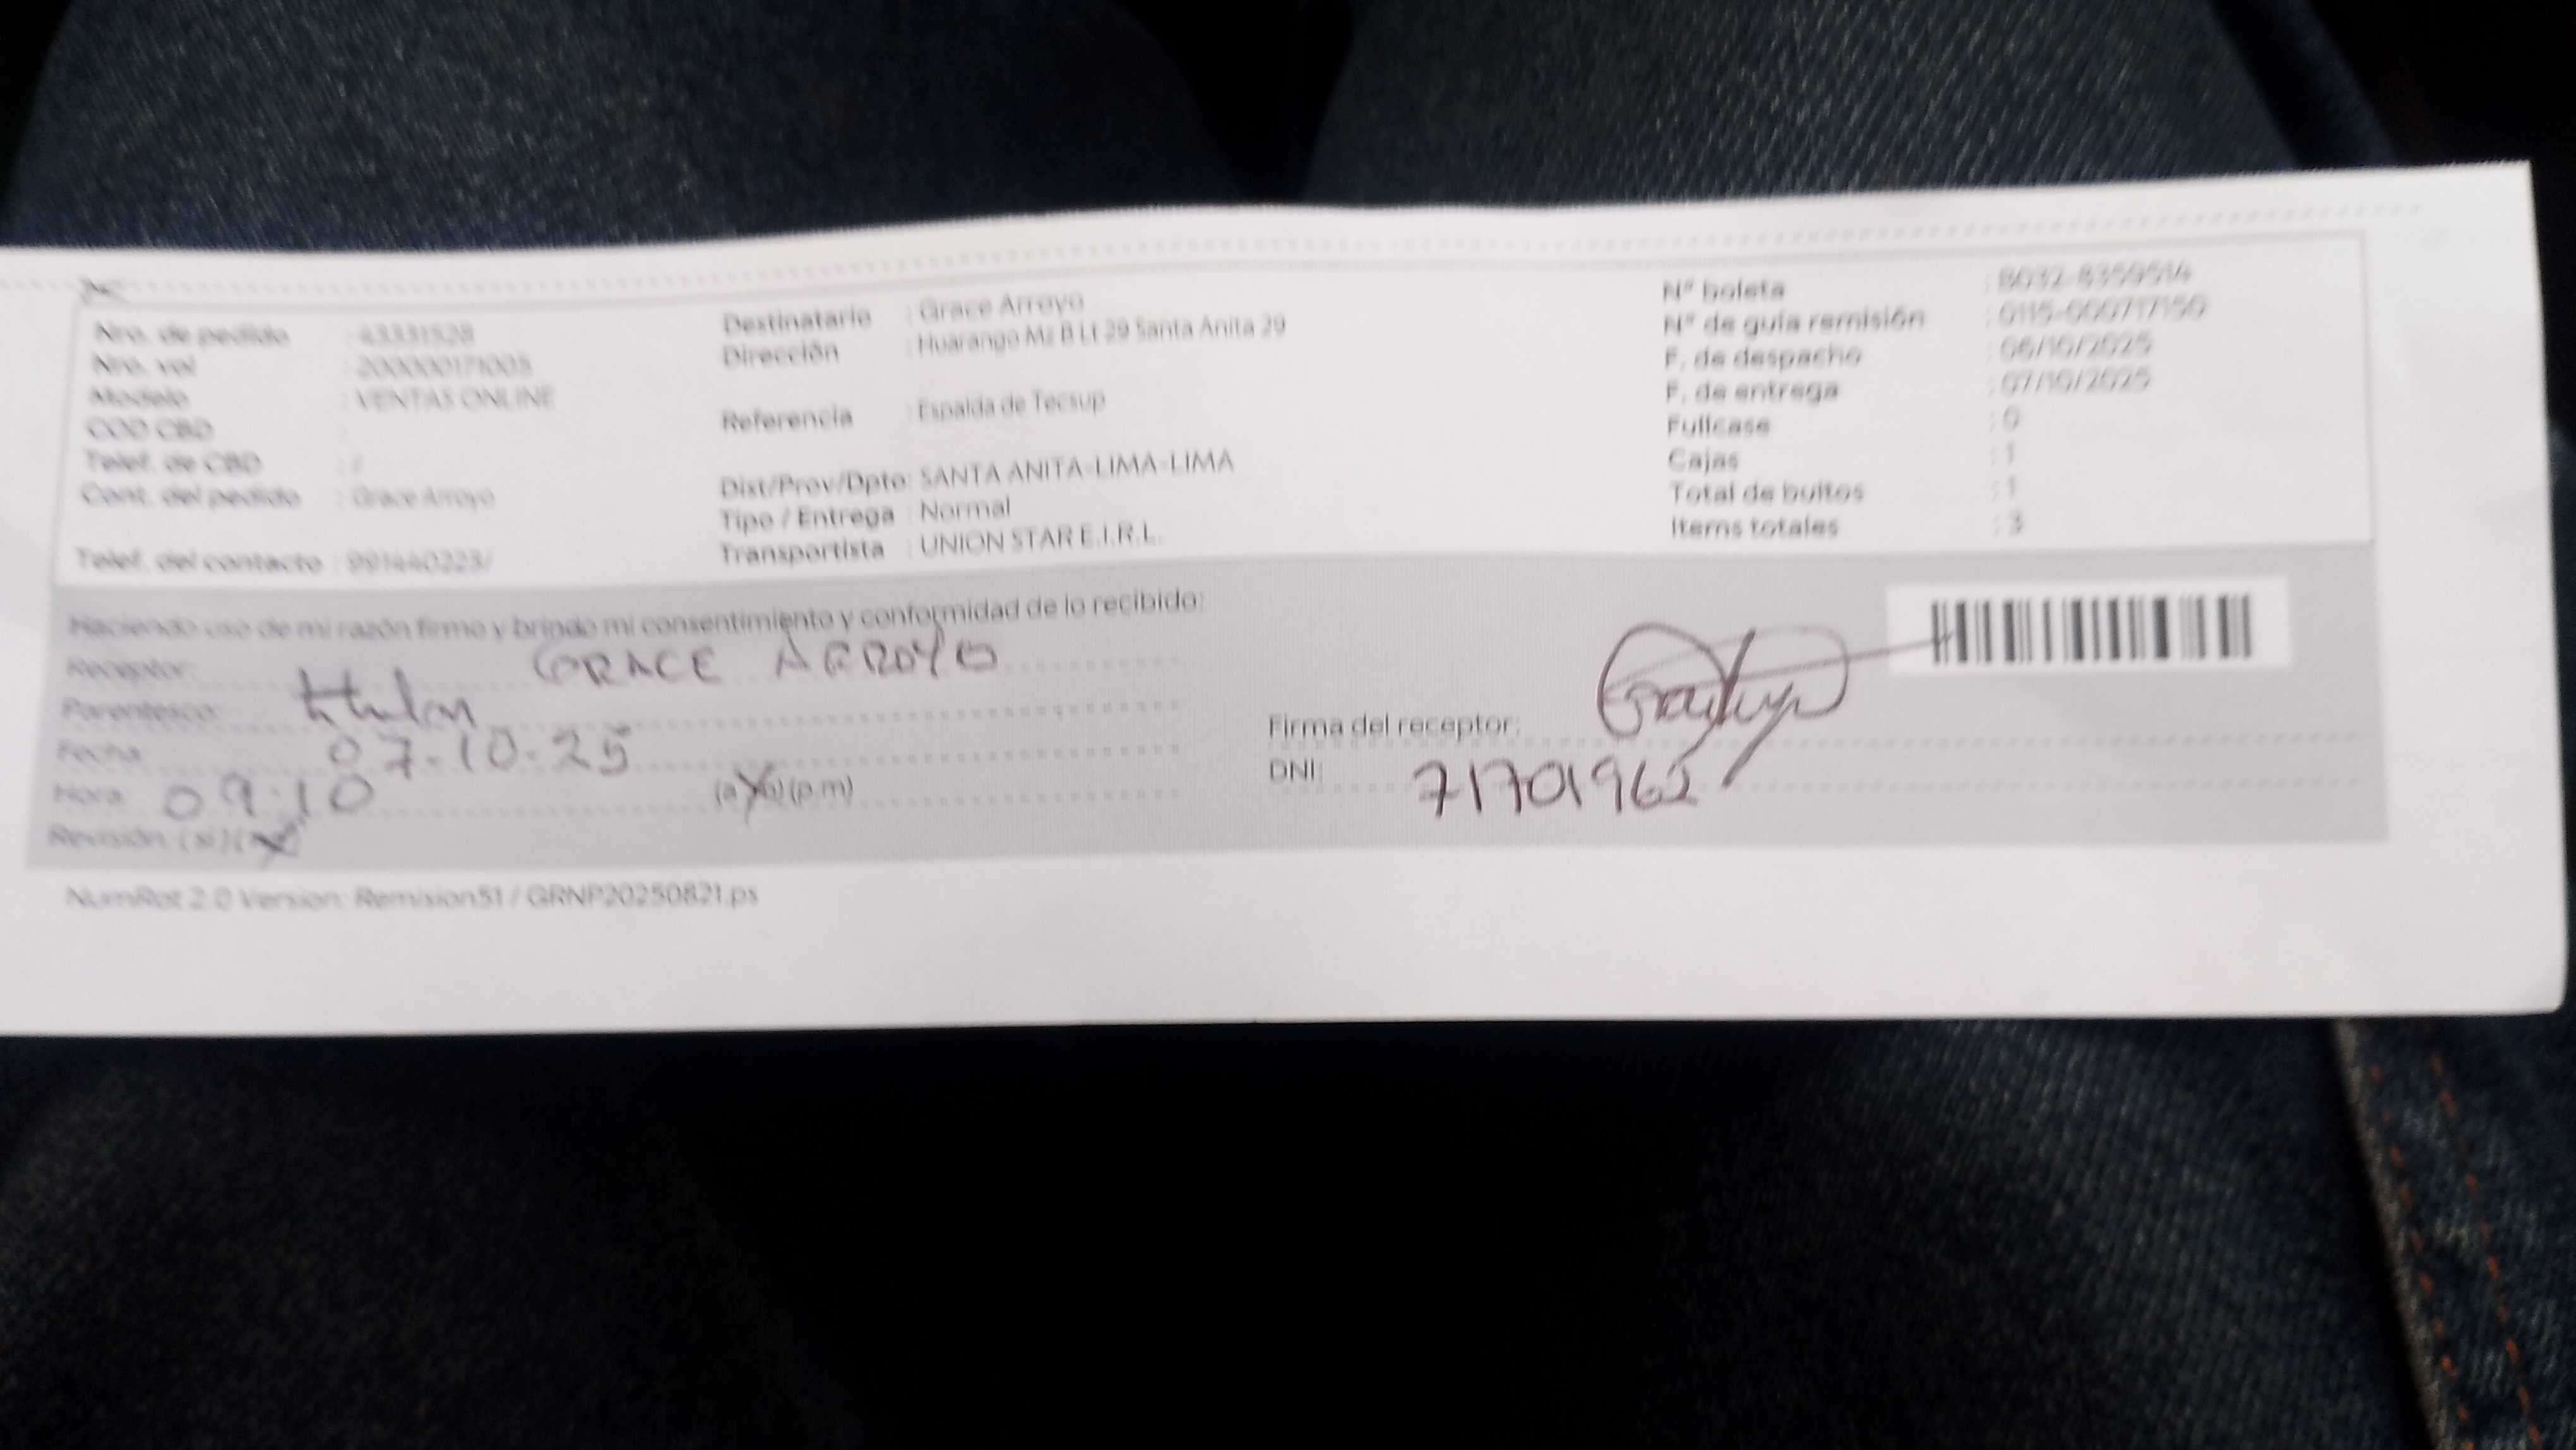 Nro. de pedido : 43331528
Nro. vol : 200000171005
Modelo : VENTAS ONLINE
COD CBD :
Telef. de CBD : /
Cont. del pedido : Grace Arroyo
Telef. del contacto : 991440223/
Destinatario : Grace Arroyo
Dirección : Huarango Mz B Lt 29 Santa Anita 29
Referencia : Espalda de Tecsup
Dist/Prov/Dpto: SANTA ANITA-LIMA-LIMA
Tipo / Entrega : Normal
Transportista : UNION STAR E.I.R.L.
N° boleta : B032-8359514
N° de guía remisión : 0115-000717150
F. de despacho : 06/10/2025
F. de entrega : 07/10/2025
Fullcase : 0
Cajas : 1
Total de bultos : 1
Items totales : 3
Haciendo uso de mi razón firmo y brindo mi consentimiento y conformidad de lo recibido:
Receptor: GRACE ARROYO
Parentesco: titular
Fecha: 07-10-25
Hora: 09:10 (a.m) (p.m)
Revisión: (si) (
Firma del receptor:
DNI: 71701962
NumRot 2.0 Version: Remision51 / GRNP20250821.ps